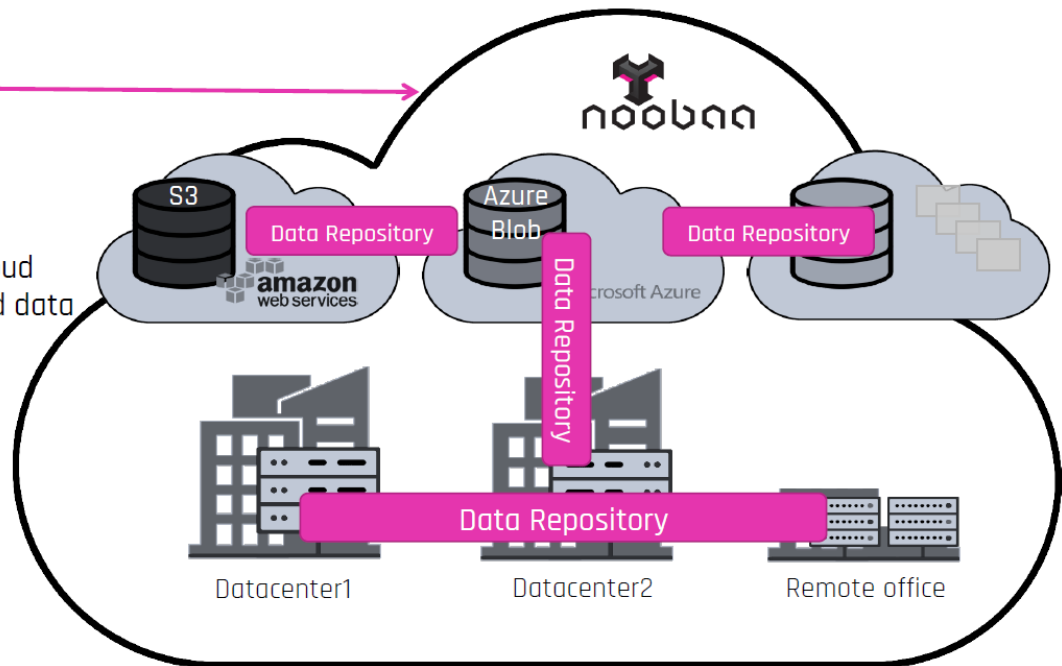 noobaa
S3
Azure
Blob
Data Repository
Data Repository
Data Repository
amazon
web services
crosoft Azure
ud
d data
Data Repository
Datacenter1
Datacenter2
Remote office